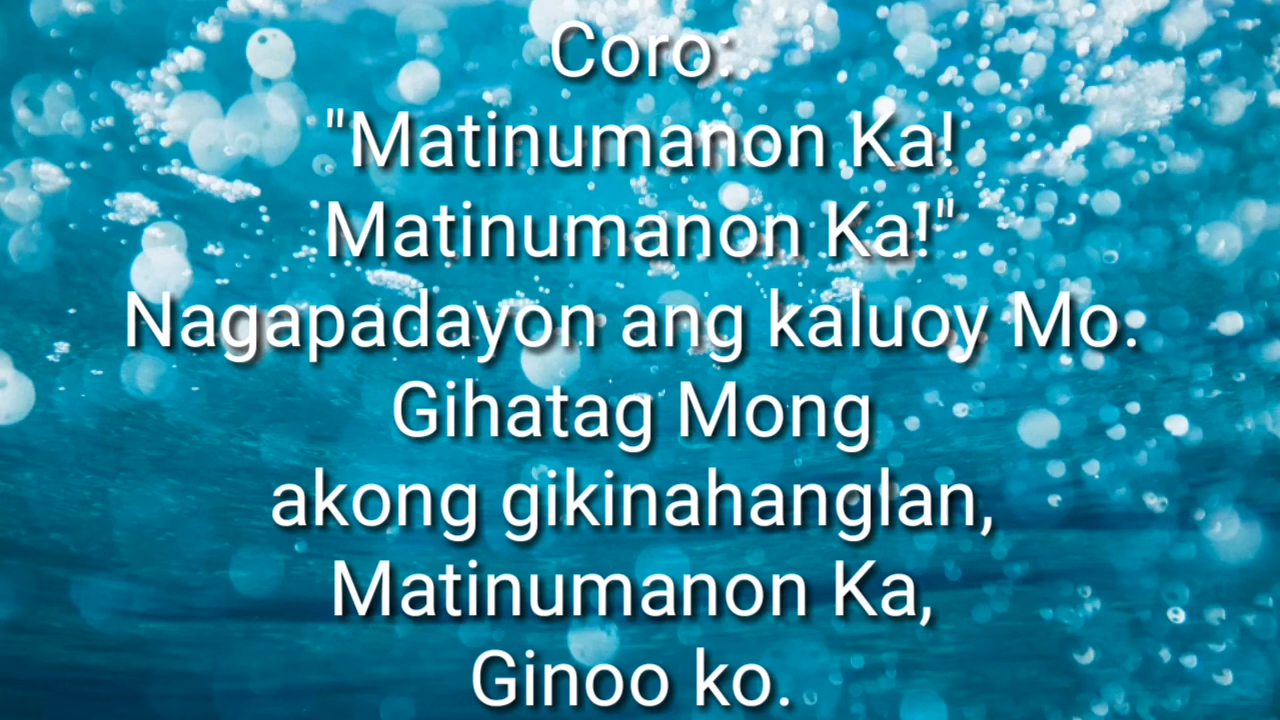 Coro:
"Matinumanon Ka!
Matinumanon Ka!"
Nagapadayon ang kaluoy Mo.
Gihatag Mong
akong gikinahanglan,
Matinumanon Ka,
Ginoo ko.